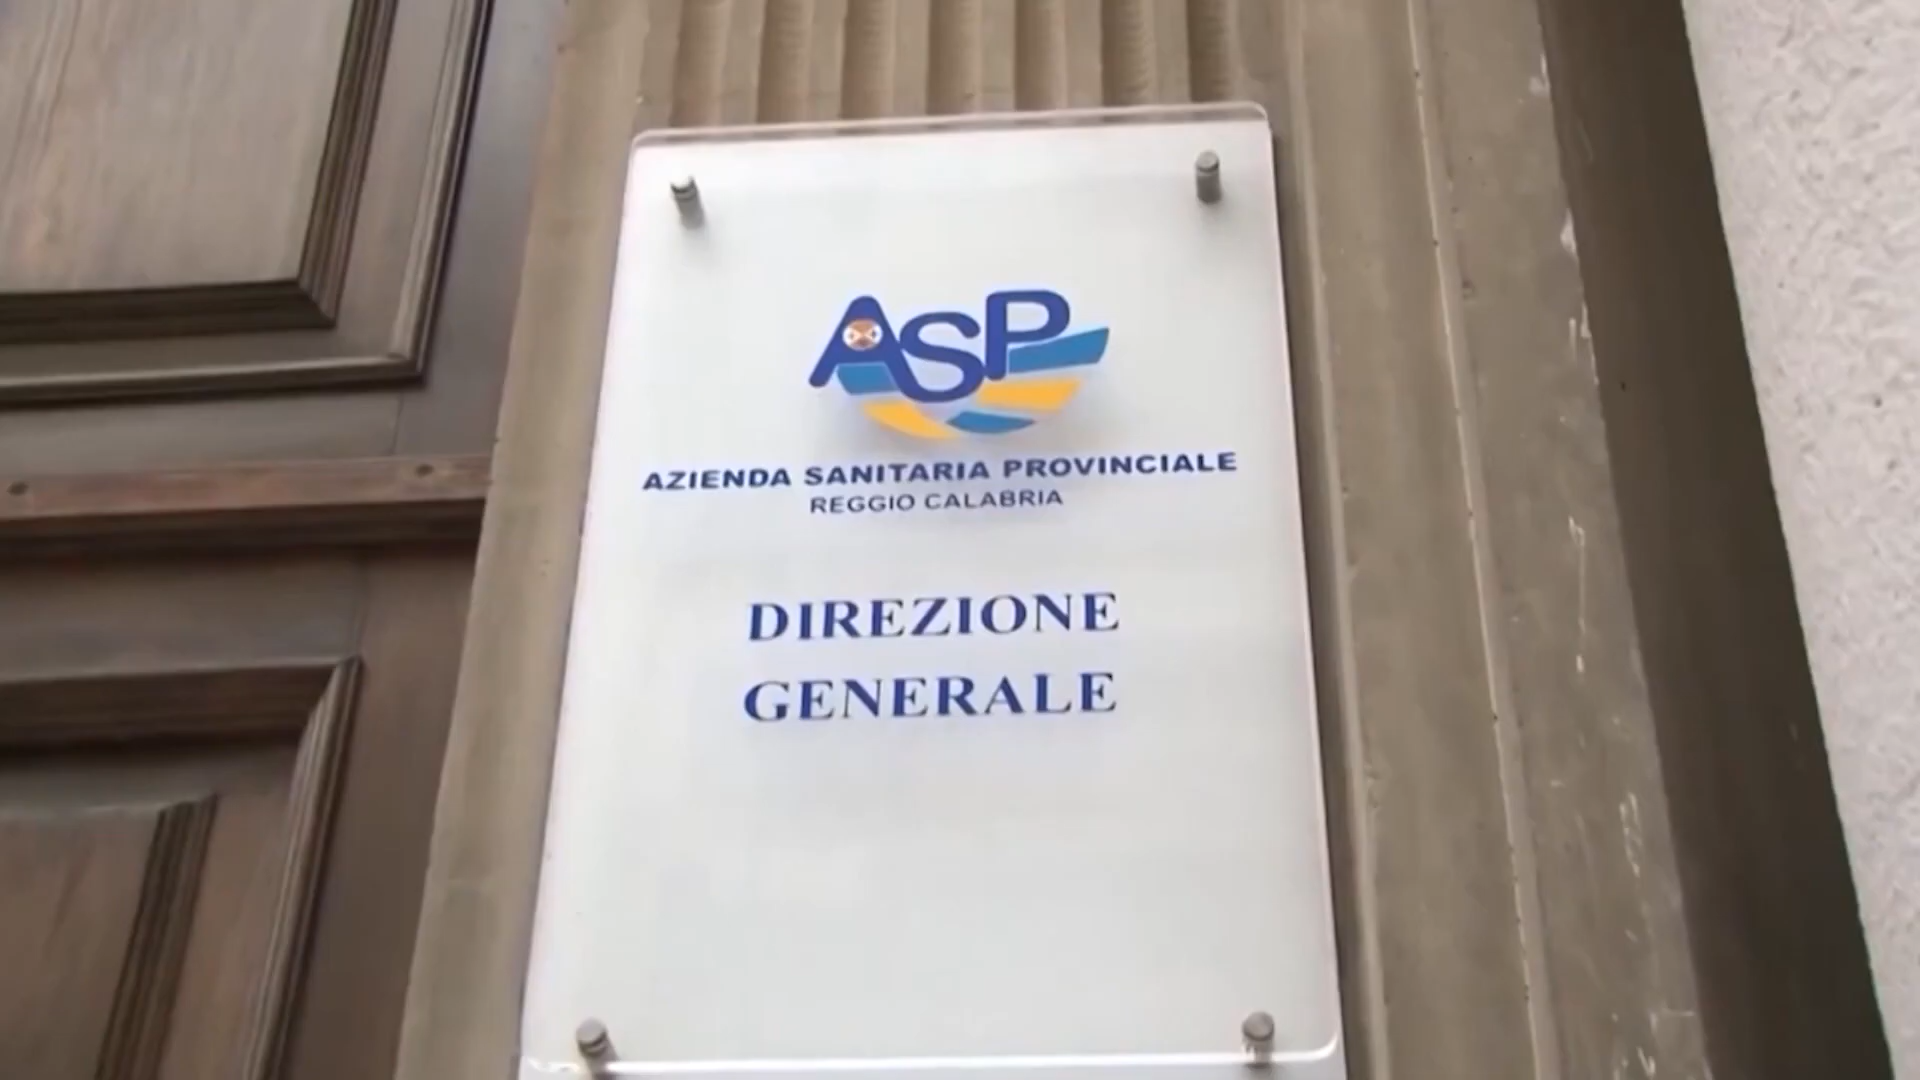 ASP
AZIENDA SANITARIA PROVINCIALE
REGGIO CALABRIA
DIREZIONE
GENERALE